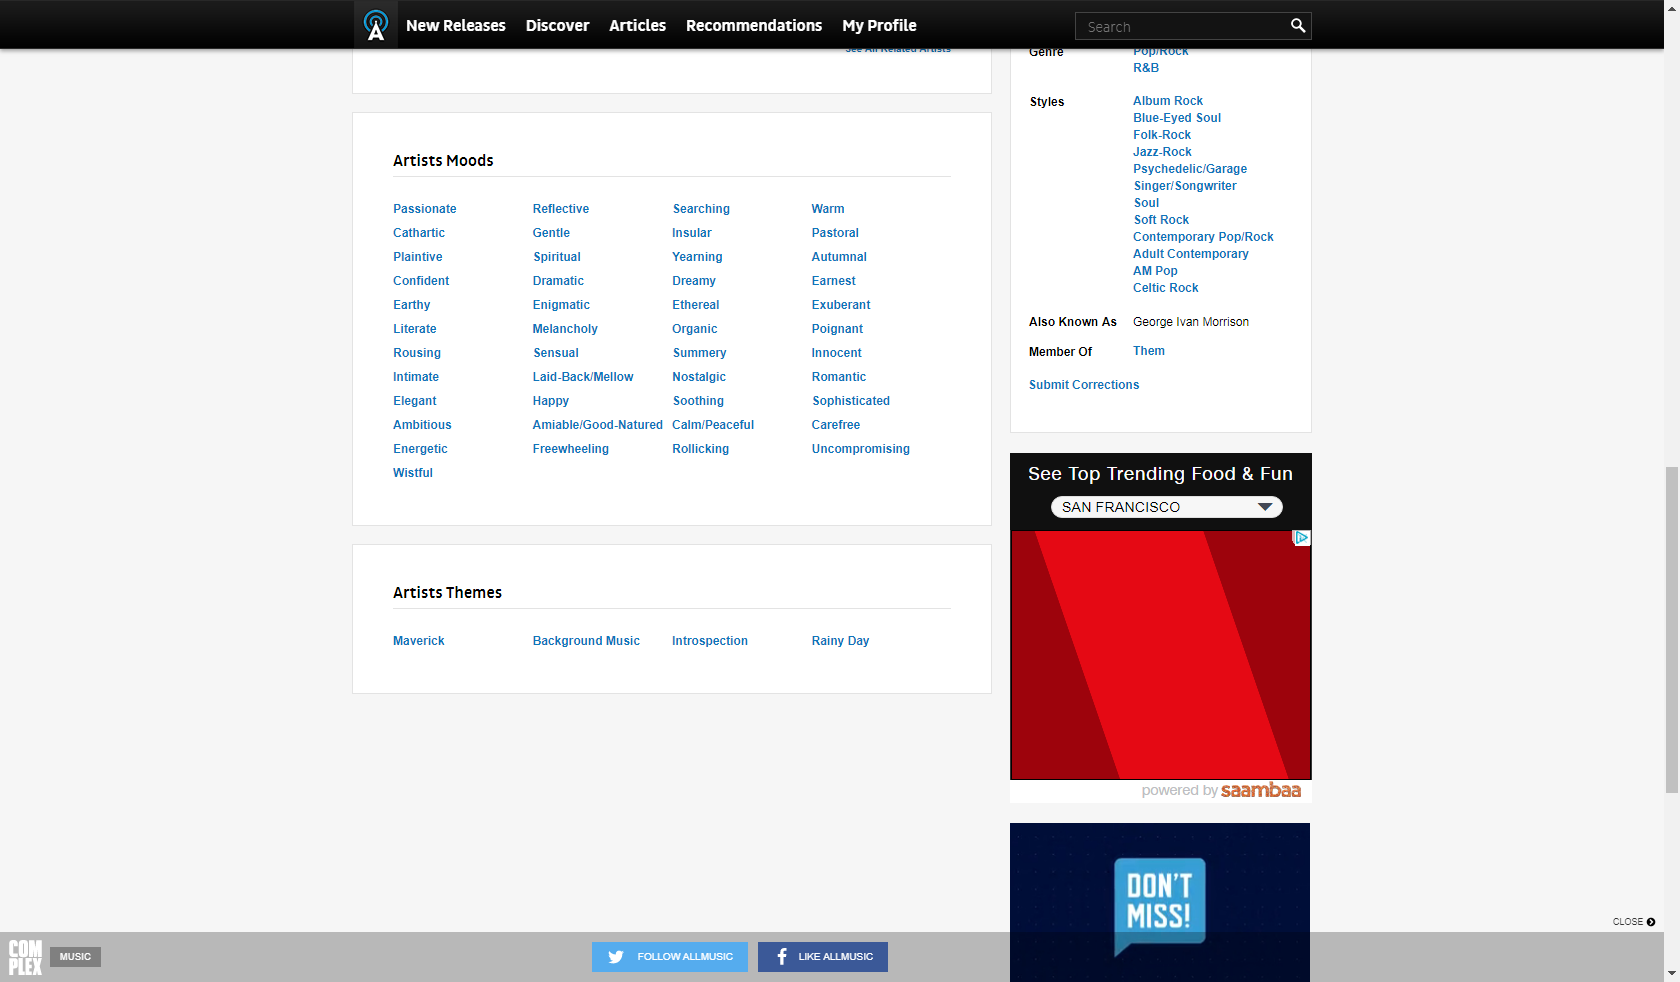 New Releases Discover Articles Recommendations My Profile Search
See All Related Artists
Artists Moods
Passionate Reflective Searching Warm
Cathartic Gentle Insular Pastoral
Plaintive Spiritual Yearning Autumnal
Confident Dramatic Dreamy Earnest
Earthy Enigmatic Ethereal Exuberant
Literate Melancholy Organic Poignant
Rousing Sensual Summery Innocent
Intimate Laid-Back/Mellow Nostalgic Romantic
Elegant Happy Soothing Sophisticated
Ambitious Amiable/Good-Natured Calm/Peaceful Carefree
Energetic Freewheeling Rollicking Uncompromising
Wistful
Artists Themes
Maverick Background Music Introspection Rainy Day
Genre Pop/Rock
R&B
Styles Album Rock
Blue-Eyed Soul
Folk-Rock
Jazz-Rock
Psychedelic/Garage
Singer/Songwriter
Soul
Soft Rock
Contemporary Pop/Rock
Adult Contemporary
AM Pop
Celtic Rock
Also Known As George Ivan Morrison
Member Of Them
Submit Corrections
See Top Trending Food & Fun
SAN FRANCISCO
powered by saambaa
DON'T
MISS!
CLOSE
COM
PLEX
MUSIC
FOLLOW ALLMUSIC
LIKE ALLMUSIC